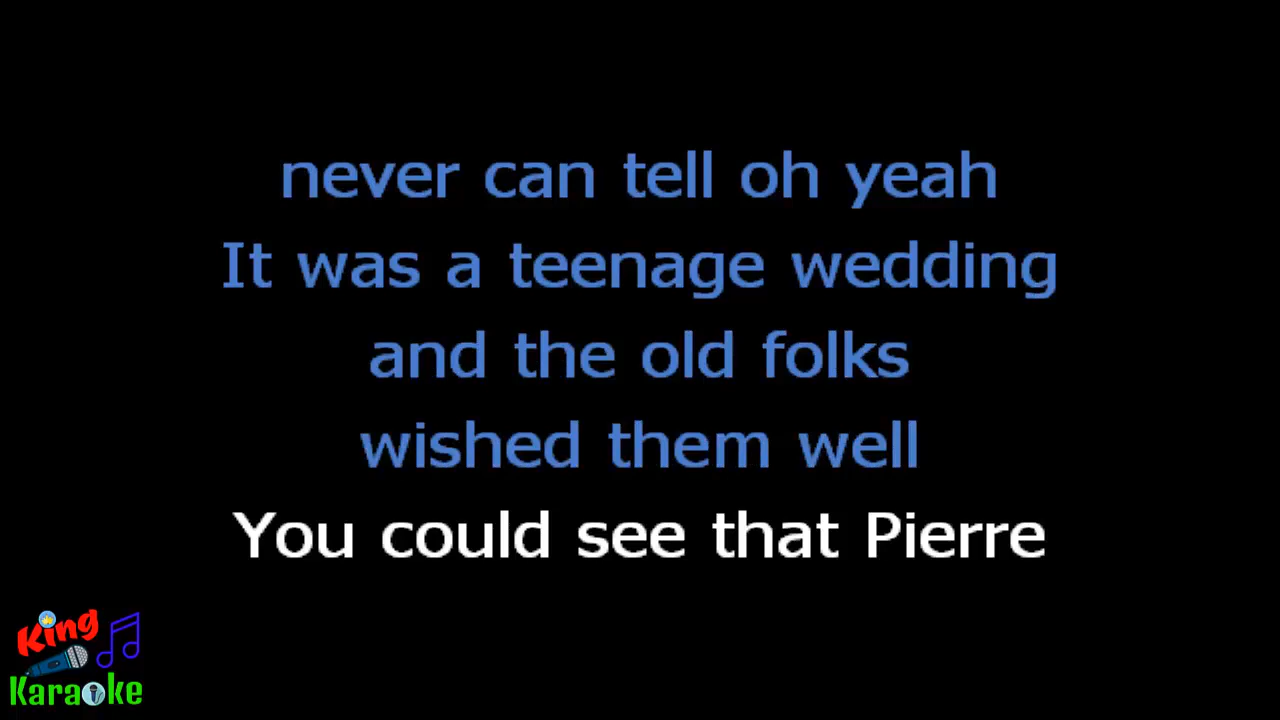 never can tell oh yeah
It was a teenage wedding
and the old folks
wished them well
You could see that Pierre
King
Karaoke